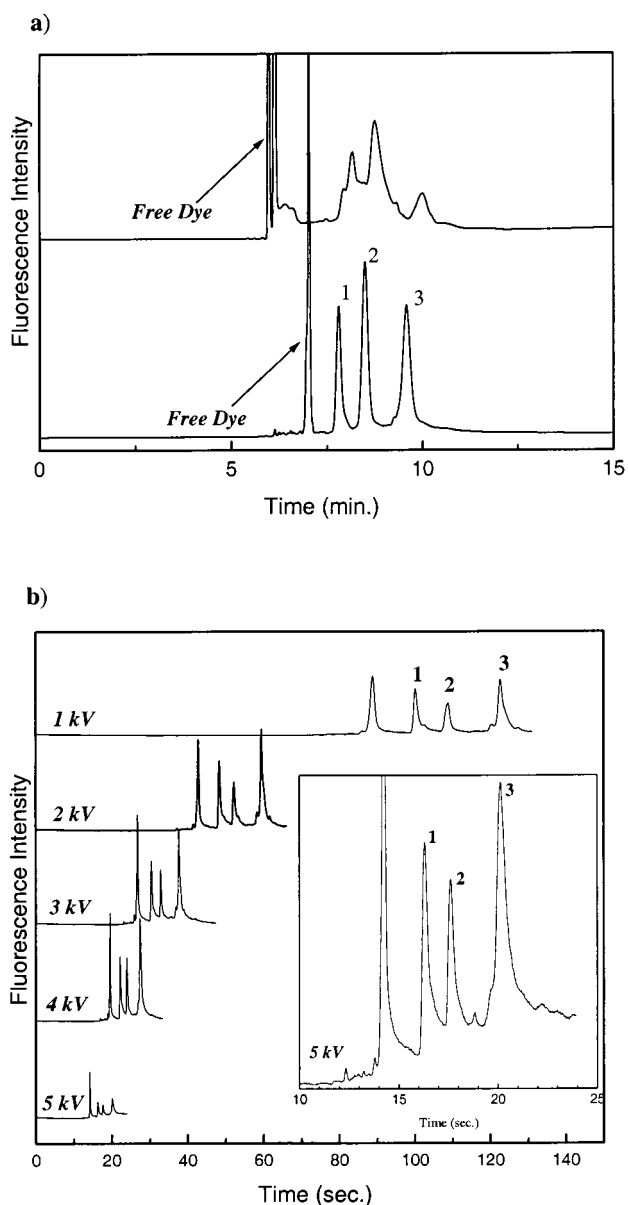 a)
Fluorescence Intensity
Free Dye
1
2
3
Free Dye
0
5
10
15
Time (min.)
b)
Fluorescence Intensity
1 kV
1
2
3
2 kV
3 kV
4 kV
5 kV
1
2
3
5 kV
10
15
20
25
Time (sec.)
0
20
40
60
80
100
120
140
Time (sec.)